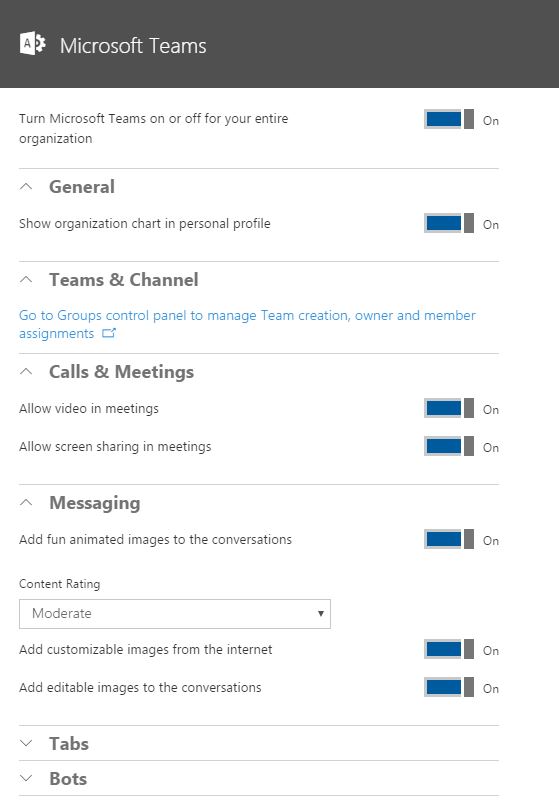 Microsoft Teams
Turn Microsoft Teams on or off for your entire
organization
On
General
Show organization chart in personal profile
On
Teams & Channel
Go to Groups control panel to manage Team creation, owner and member
assignments
Calls & Meetings
Allow video in meetings
On
Allow screen sharing in meetings
On
Messaging
Add fun animated images to the conversations
On
Content Rating
Moderate
Add customizable images from the internet
On
Add editable images to the conversations
On
Tabs
Bots